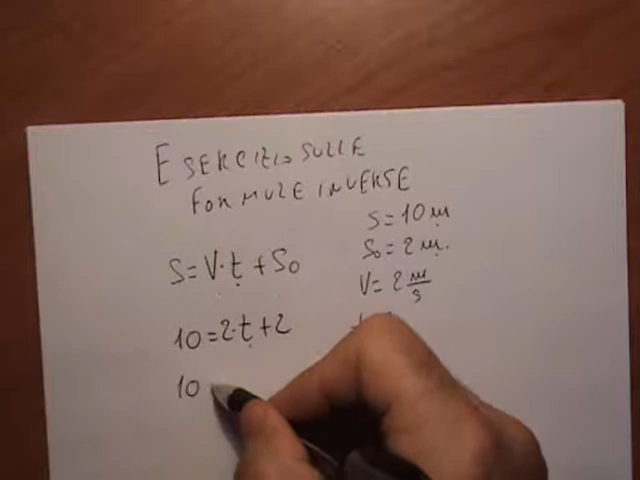 ESERCIZIO SULLE
FORMULE INVERSE
S = 10 m
S₀ = 2 m.
S = V·t + S₀
V = 2 m/s
10 = 2·t + 2
10